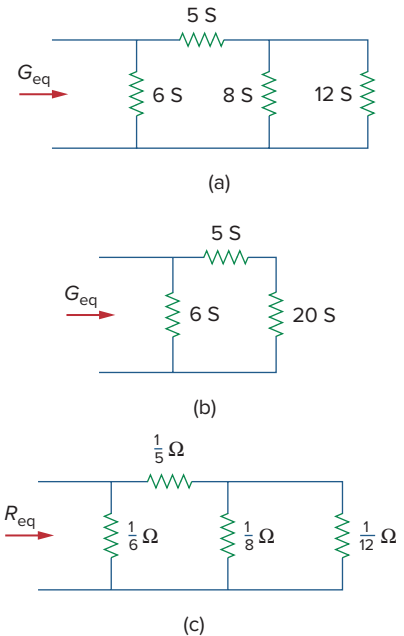 5 S
G_eq
6 S 8 S 12 S
(a)
5 S
G_eq
6 S 20 S
(b)
1/5 Ω
R_eq
1/6 Ω 1/8 Ω 1/12 Ω
(c)